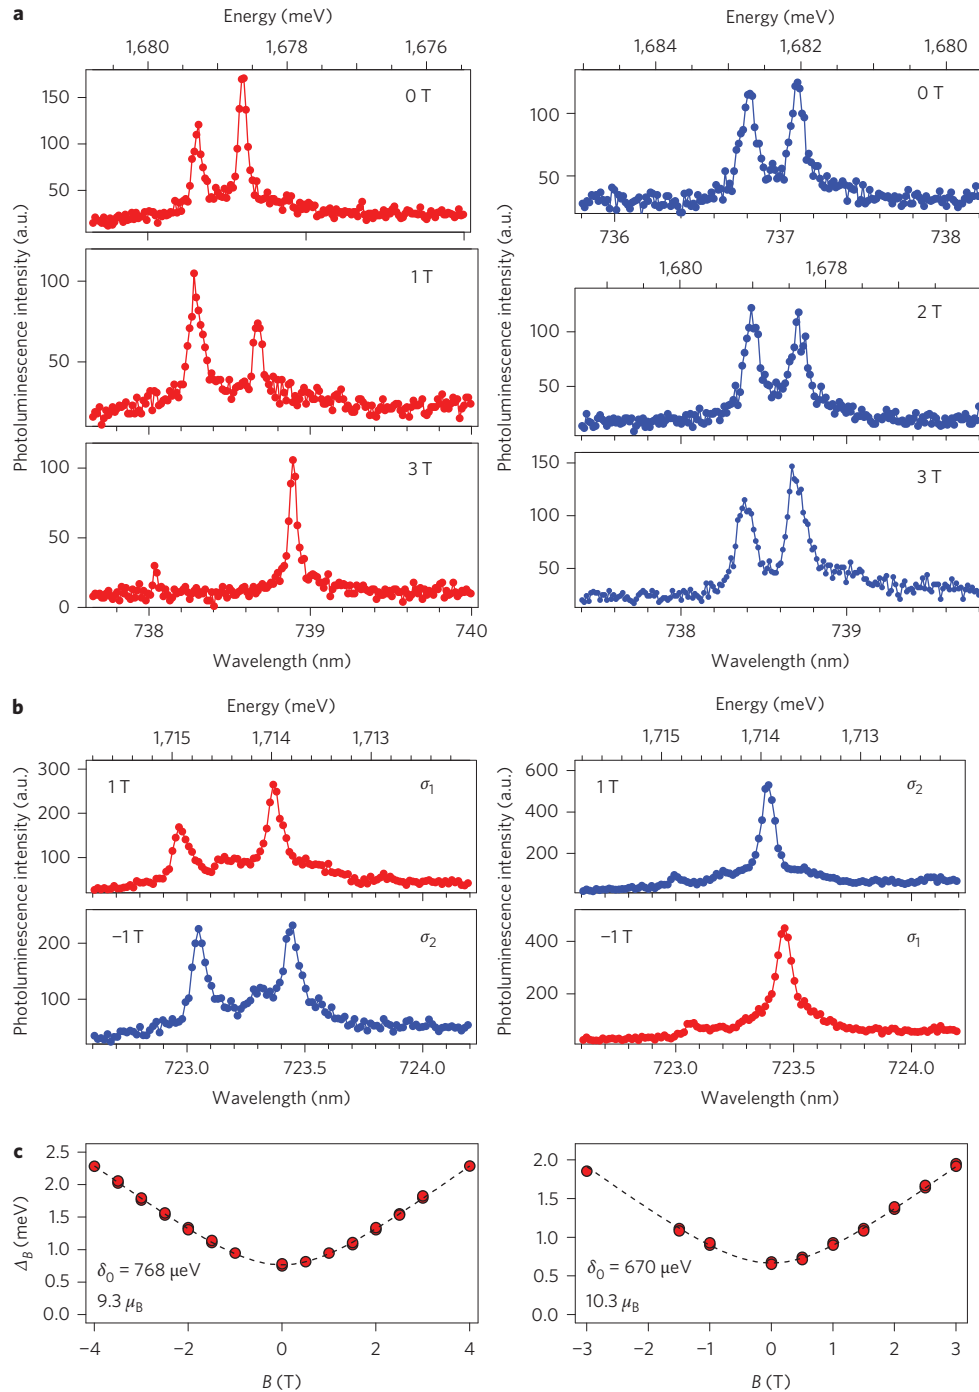 a
Energy (meV)
1,680 1,678 1,676
Photoluminescence intensity (a.u.)
150
100
50
0 T
100
50
1 T
100
50
0
3 T
738 739 740
Wavelength (nm)
Energy (meV)
1,684 1,682 1,680
Photoluminescence intensity (a.u.)
100
50
0 T
736 737 738
1,680 1,678
100
50
2 T
150
100
50
3 T
738 739
Wavelength (nm)
b
Energy (meV)
1,715 1,714 1,713
Photoluminescence intensity (a.u.)
300
200
100
1 T σ1
200
100
−1 T σ2
723.0 723.5 724.0
Wavelength (nm)
Energy (meV)
1,715 1,714 1,713
Photoluminescence intensity (a.u.)
600
400
200
1 T σ2
400
200
−1 T σ1
723.0 723.5 724.0
Wavelength (nm)
c
ΔB (meV)
2.5
2.0
1.5
1.0
0.5
0.0
δ0 = 768 μeV
9.3 μB
−4 −2 0 2 4
B (T)
2.0
1.5
1.0
0.5
0.0
δ0 = 670 μeV
10.3 μB
−3 −2 −1 0 1 2 3
B (T)